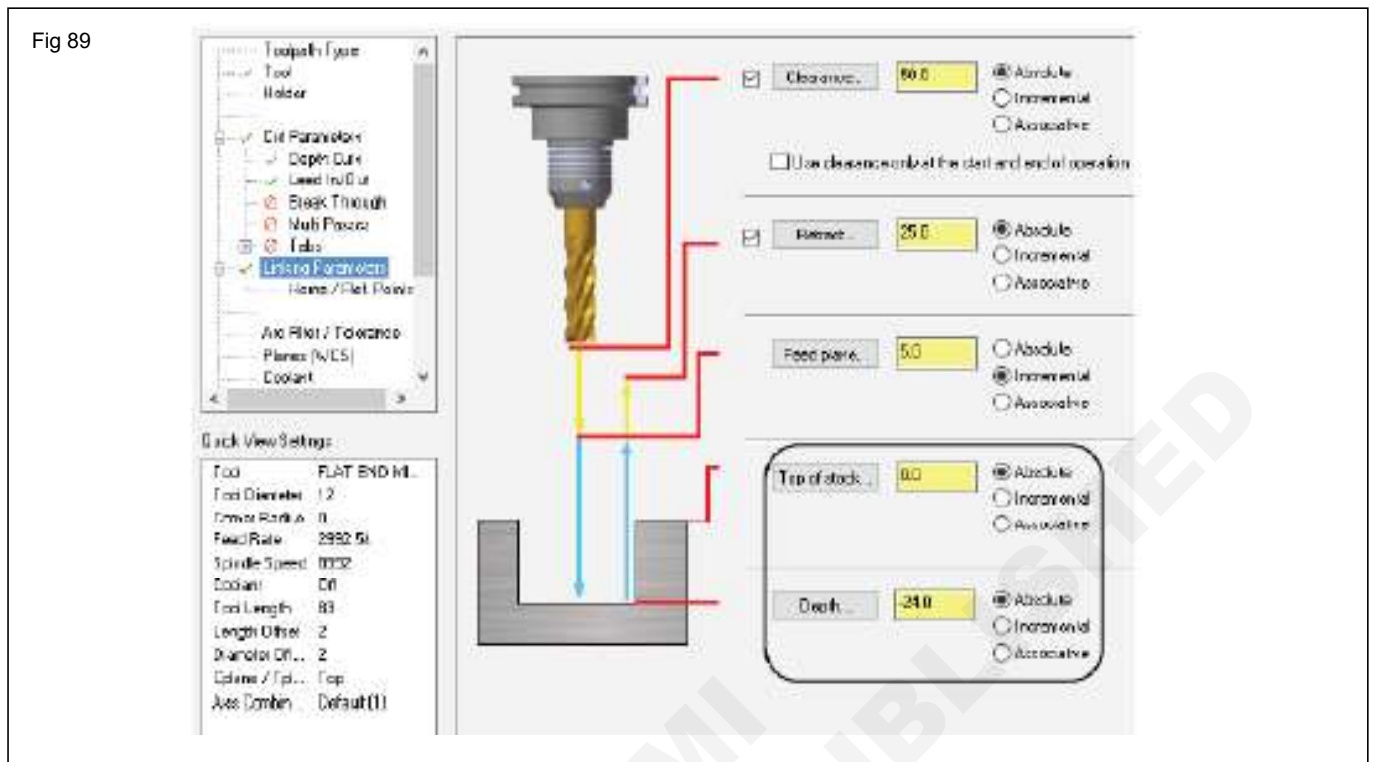 Fig 89
Toolpath Type
Tool
Holder
Cut Parameters
Depth Cuts
Lead In/Out
Break Through
Multi Passes
Tabs
Linking Parameters
Home / Ref. Points
Arc Filter / Tolerance
Planes (WCS)
Coolant
Quick View Settings
Tool FLAT END MI...
Tool Diameter 12
Corner Radius 0
Feed Rate
Spindle Speed
Coolant Off
Tool Length 83
Length Offset 2
Diameter Off... 2
Cplane / Tpl... Top
Axis Combin... Default (1)
Clearance... Absolute
Incremental
Associative
Use clearance only at the start and end of operation
Retract... 25.0 Absolute
Incremental
Associative
Feed plane... 5.0 Absolute
Incremental
Associative
Top of stock... 0.0 Absolute
Incremental
Associative
Depth... -24.0 Absolute
Incremental
Associative